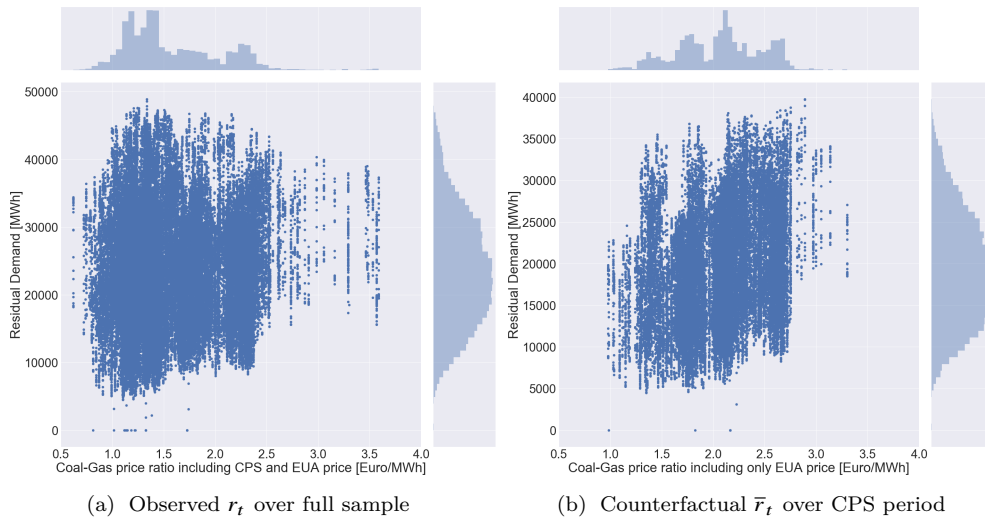 50000
40000
30000
20000
10000
0
Residual Demand [MWh]
0.5 1.0 1.5 2.0 2.5 3.0 3.5 4.0
Coal-Gas price ratio including CPS and EUA price [Euro/MWh]
(a) Observed r_t over full sample
40000
35000
30000
25000
20000
15000
10000
5000
0
Residual Demand [MWh]
0.5 1.0 1.5 2.0 2.5 3.0 3.5 4.0
Coal-Gas price ratio including only EUA price [Euro/MWh]
(b) Counterfactual r̅_t over CPS period